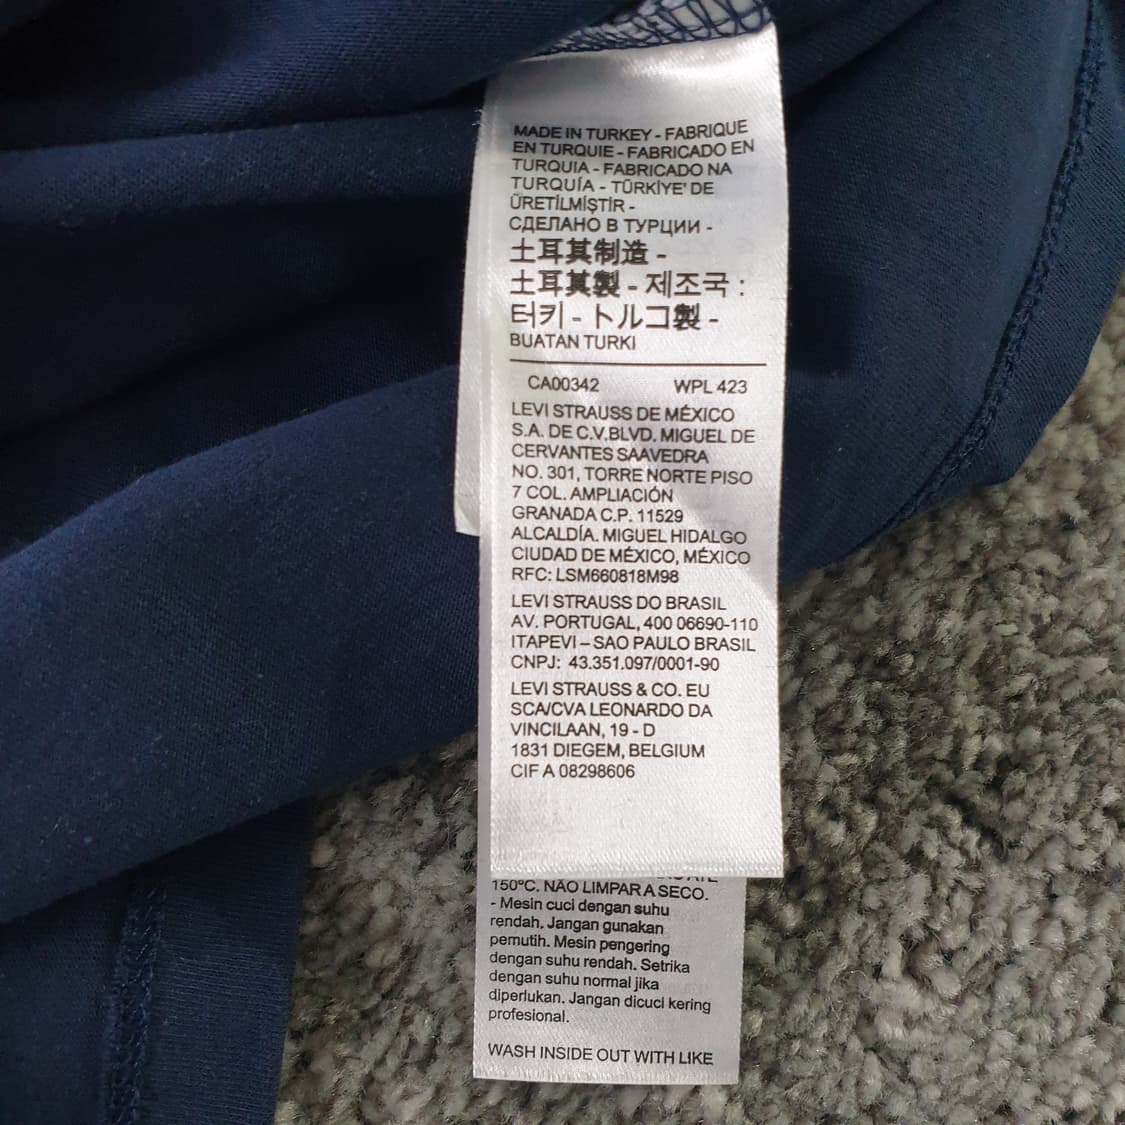 MADE IN TURKEY - FABRIQUE
EN TURQUIE - FABRICADO EN
TURQUIA - FABRICADO NA
TURQUÍA - TÜRKİYE' DE
ÜRETİLMİŞTİR -
СДЕЛАНО В ТУРЦИИ -
土耳其制造 -
土耳其製 - 제조국 :
터키 - トルコ製 -
BUATAN TURKI
CA00342 WPL 423
LEVI STRAUSS DE MÉXICO
S.A. DE C.V.BLVD. MIGUEL DE
CERVANTES SAAVEDRA
NO. 301, TORRE NORTE PISO
7 COL. AMPLIACIÓN
GRANADA C.P. 11529
ALCALDÍA. MIGUEL HIDALGO
CIUDAD DE MÉXICO, MÉXICO
RFC: LSM660818M98
LEVI STRAUSS DO BRASIL
AV. PORTUGAL, 400 06690-110
ITAPEVI – SAO PAULO BRASIL
CNPJ: 43.351.097/0001-90
LEVI STRAUSS & CO. EU
SCA/CVA LEONARDO DA
VINCILAAN, 19 - D
1831 DIEGEM, BELGIUM
CIF A 08298606
150°C. NÃO LIMPAR A SECO.
- Mesin cuci dengan suhu
rendah. Jangan gunakan
pemutih. Mesin pengering
dengan suhu rendah. Setrika
dengan suhu normal jika
diperlukan. Jangan dicuci kering
profesional.
WASH INSIDE OUT WITH LIKE